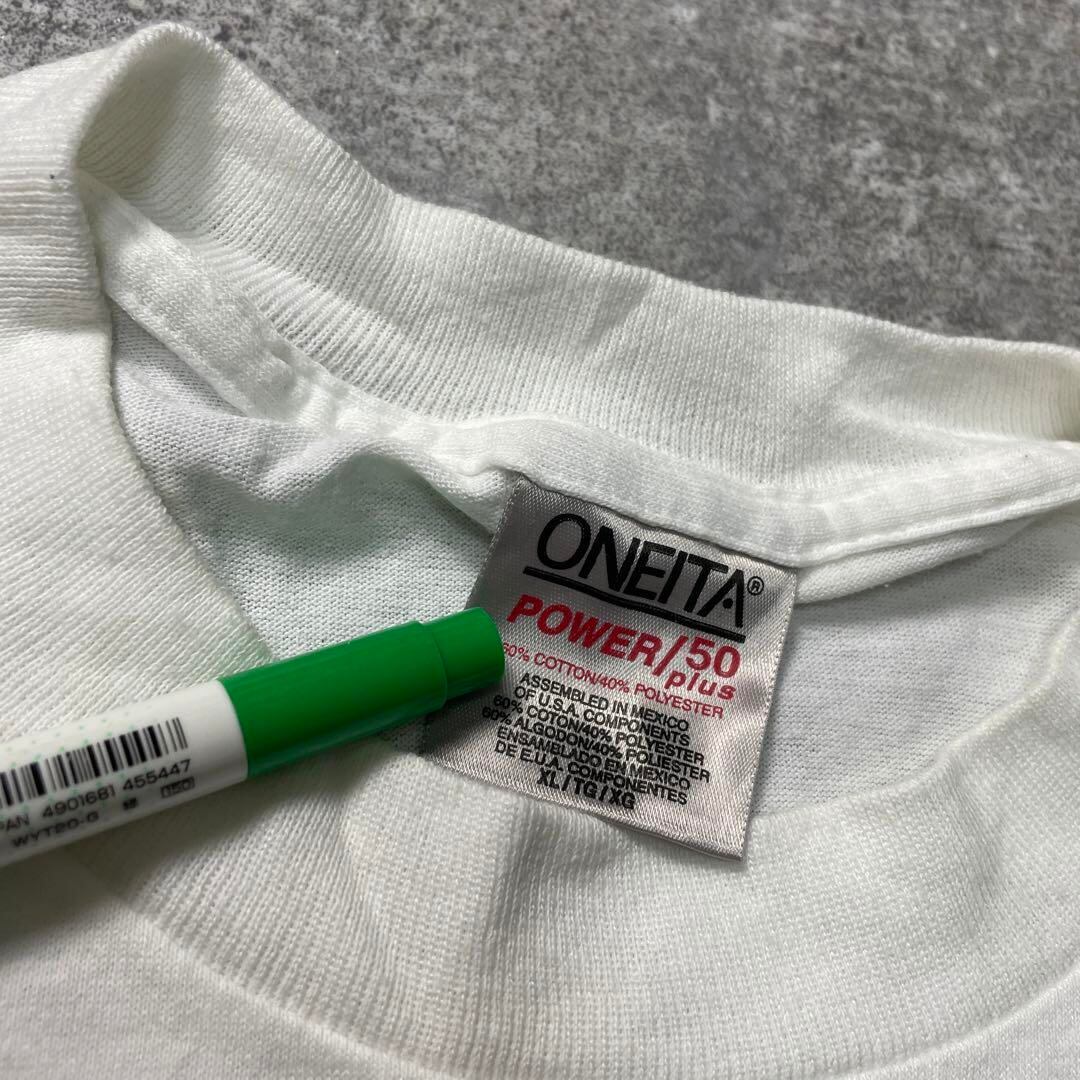 ONEITA®
POWER/50
plus
60% COTTON/40% POLYESTER
ASSEMBLED IN MEXICO
OF U.S.A. COMPONENTS
60% COTON/40% POLYESTER
60% ALGODON/40% POLIESTER
ENSAMBLADO EN MEXICO
DE E.U.A. COMPONENTES
XL/TG/XG
4901681 455447
WYT20-G 150